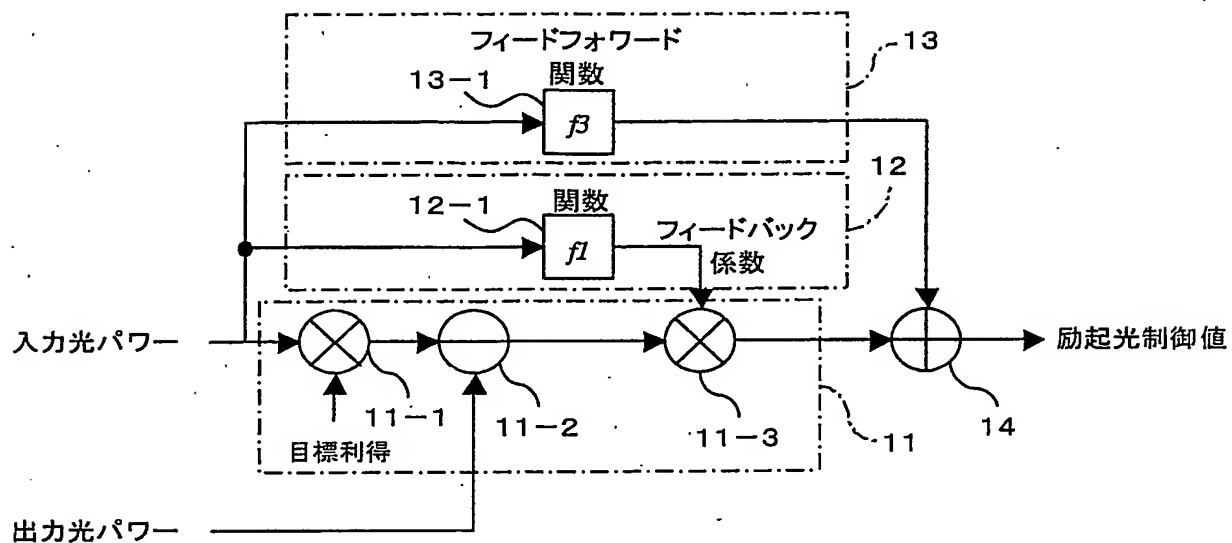 フィードフォワード
13
関数
13-1
f3
12
関数
12-1
フィードバック
係数
f1
入力光パワー
励起光制御値
11-1
11-2
11-3
11
14
目標利得
出力光パワー